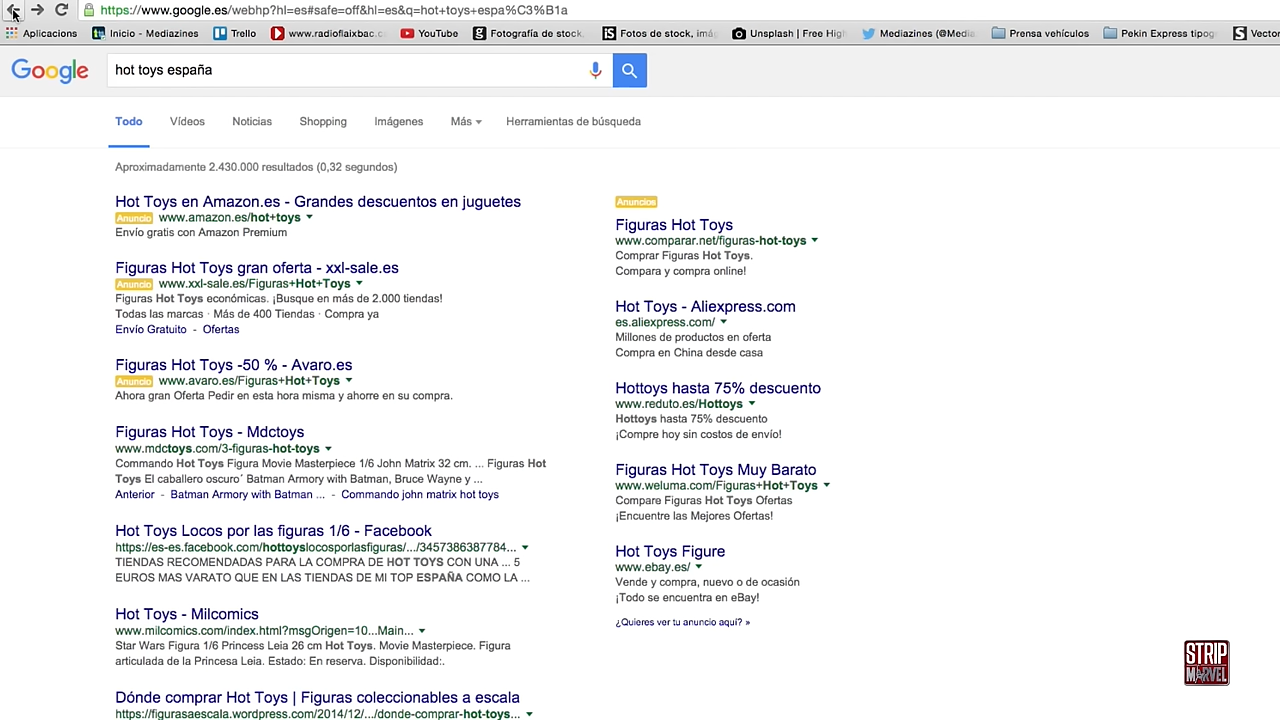 https://www.google.es/webhp?hl=es#safe=off&hl=es&q=hot+toys+espa%C3%B1a
Aplicacions
Inicio - Mediazines
Trello
www.radioflaixbac.c
YouTube
Fotografía de stock.
Fotos de stock, imá
Unsplash | Free High
Mediazines (@Media
Prensa vehículos
Pekin Express tipog
Vector
Google
hot toys españa
Todo
Vídeos
Noticias
Shopping
Imágenes
Más
Herramientas de búsqueda
Aproximadamente 2.430.000 resultados (0,32 segundos)
Hot Toys en Amazon.es - Grandes descuentos en juguetes
Anuncio www.amazon.es/hot+toys
Envío gratis con Amazon Premium
Figuras Hot Toys gran oferta - xxl-sale.es
Anuncio www.xxl-sale.es/Figuras+Hot+Toys
Figuras Hot Toys económicas. ¡Busque en más de 2.000 tiendas!
Todas las marcas · Más de 400 Tiendas · Compra ya
Envío Gratuito - Ofertas
Figuras Hot Toys -50 % - Avaro.es
Anuncio www.avaro.es/Figuras+Hot+Toys
Ahora gran Oferta Pedir en esta hora misma y ahorre en su compra.
Figuras Hot Toys - Mdctoys
www.mdctoys.com/3-figuras-hot-toys
Commando Hot Toys Figura Movie Masterpiece 1/6 John Matrix 32 cm. ... Figuras Hot
Toys El caballero oscuro´ Batman Armory with Batman, Bruce Wayne y ...
Anterior - Batman Armory with Batman ... - Commando john matrix hot toys
Hot Toys Locos por las figuras 1/6 - Facebook
https://es-es.facebook.com/hottoyslocosporlasfiguras/.../3457386387784...
TIENDAS RECOMENDADAS PARA LA COMPRA DE HOT TOYS CON UNA ... 5
EUROS MAS VARATO QUE EN LAS TIENDAS DE MI TOP ESPAÑA COMO LA ...
Hot Toys - Milcomics
www.milcomics.com/index.html?msgOrigen=10...Main...
Star Wars Figura 1/6 Princess Leia 26 cm Hot Toys. Movie Masterpiece. Figura
articulada de la Princesa Leia. Estado: En reserva. Disponibilidad:.
Dónde comprar Hot Toys | Figuras coleccionables a escala
https://figurasaescala.wordpress.com/2014/12/.../donde-comprar-hot-toys...
Anuncios
Figuras Hot Toys
www.comparar.net/figuras-hot-toys
Comprar Figuras Hot Toys.
Compara y compra online!
Hot Toys - Aliexpress.com
es.aliexpress.com/
Millones de productos en oferta
Compra en China desde casa
Hottoys hasta 75% descuento
www.reduto.es/Hottoys
Hottoys hasta 75% descuento
¡Compre hoy sin costos de envío!
Figuras Hot Toys Muy Barato
www.weluma.com/Figuras+Hot+Toys
Compare Figuras Hot Toys Ofertas
¡Encuentre las Mejores Ofertas!
Hot Toys Figure
www.ebay.es/
Vende y compra, nuevo o de ocasión
¡Todo se encuentra en eBay!
¿Quieres ver tu anuncio aquí? »
STRIP
MARVEL